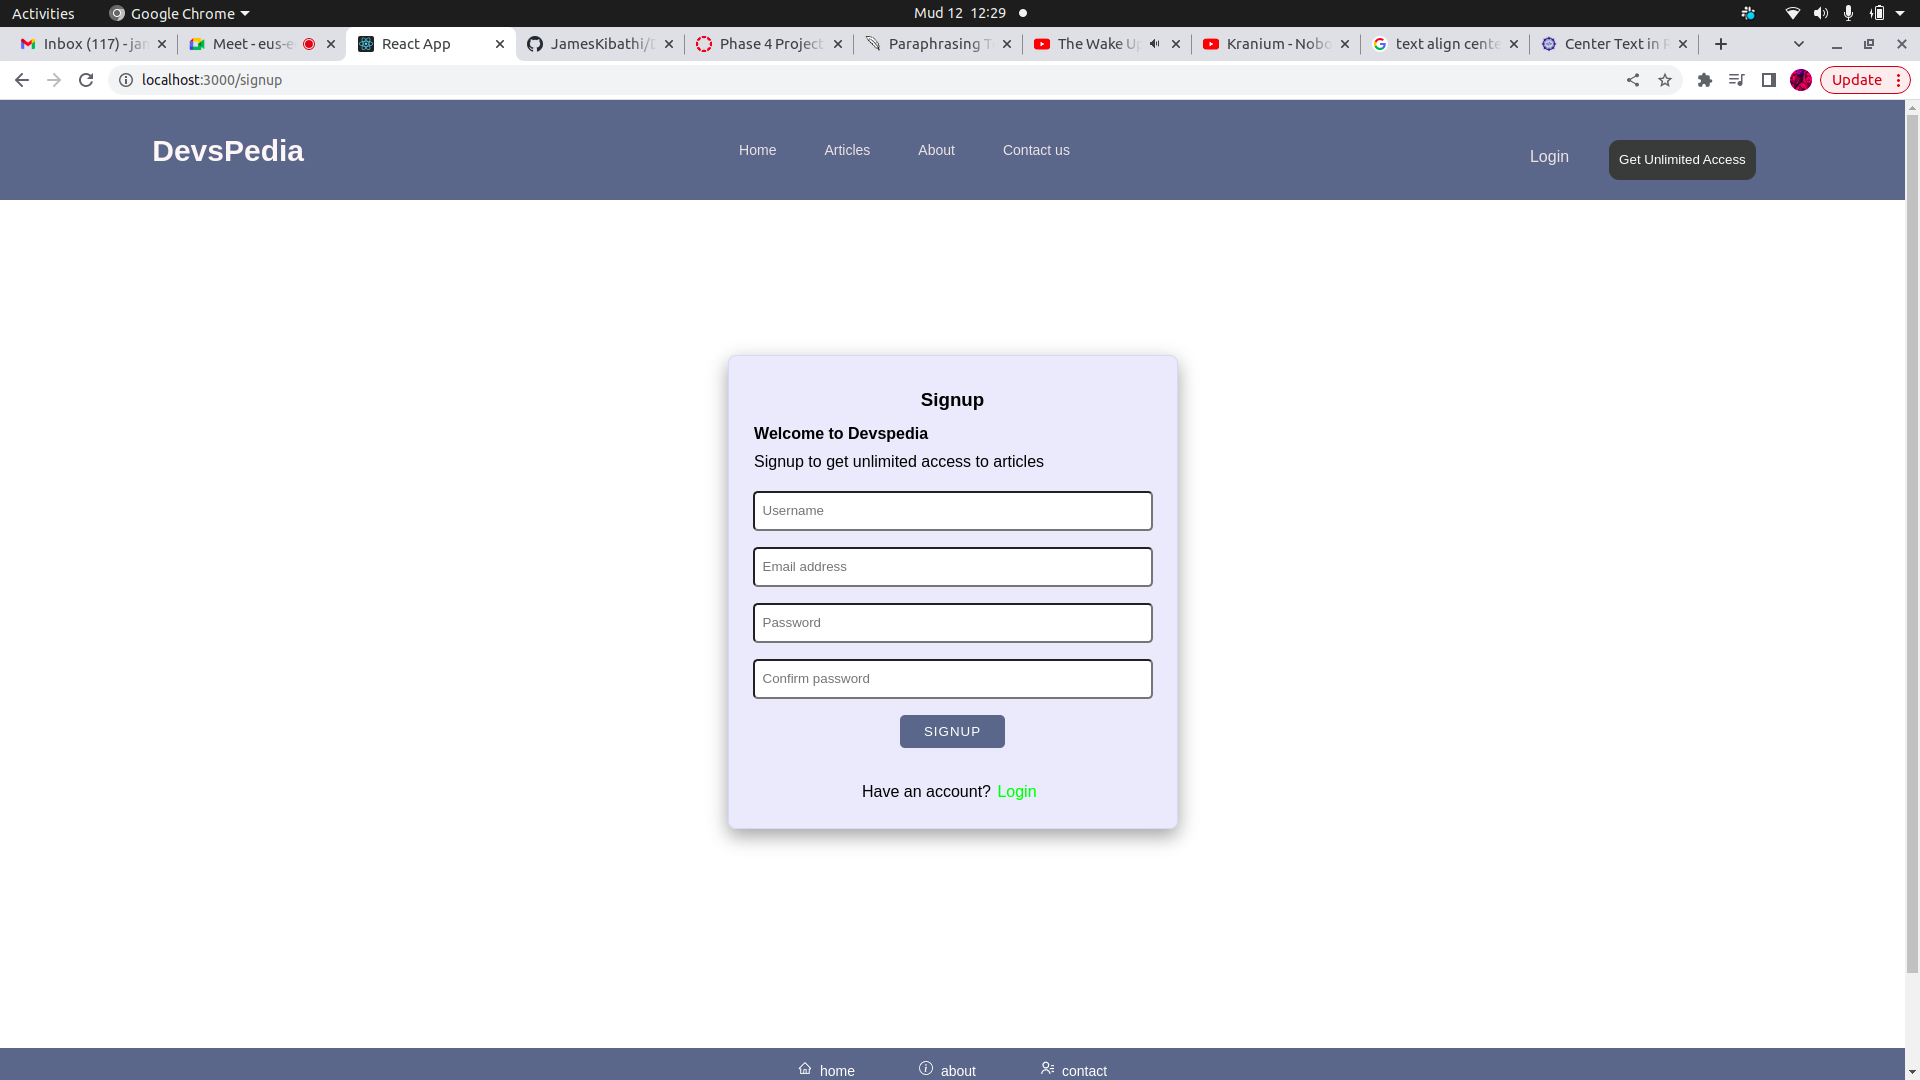 Activities Google Chrome Mud 12 12:29
Inbox (117) - jam Meet - eus-e React App JamesKibathi/D Phase 4 Project Paraphrasing T The Wake Up Kranium - Nobo text align cente Center Text in R
localhost:3000/signup Update
DevsPedia Home Articles About Contact us Login Get Unlimited Access
Signup
Welcome to Devspedia
Signup to get unlimited access to articles
Username
Email address
Password
Confirm password
SIGNUP
Have an account? Login
home about contact